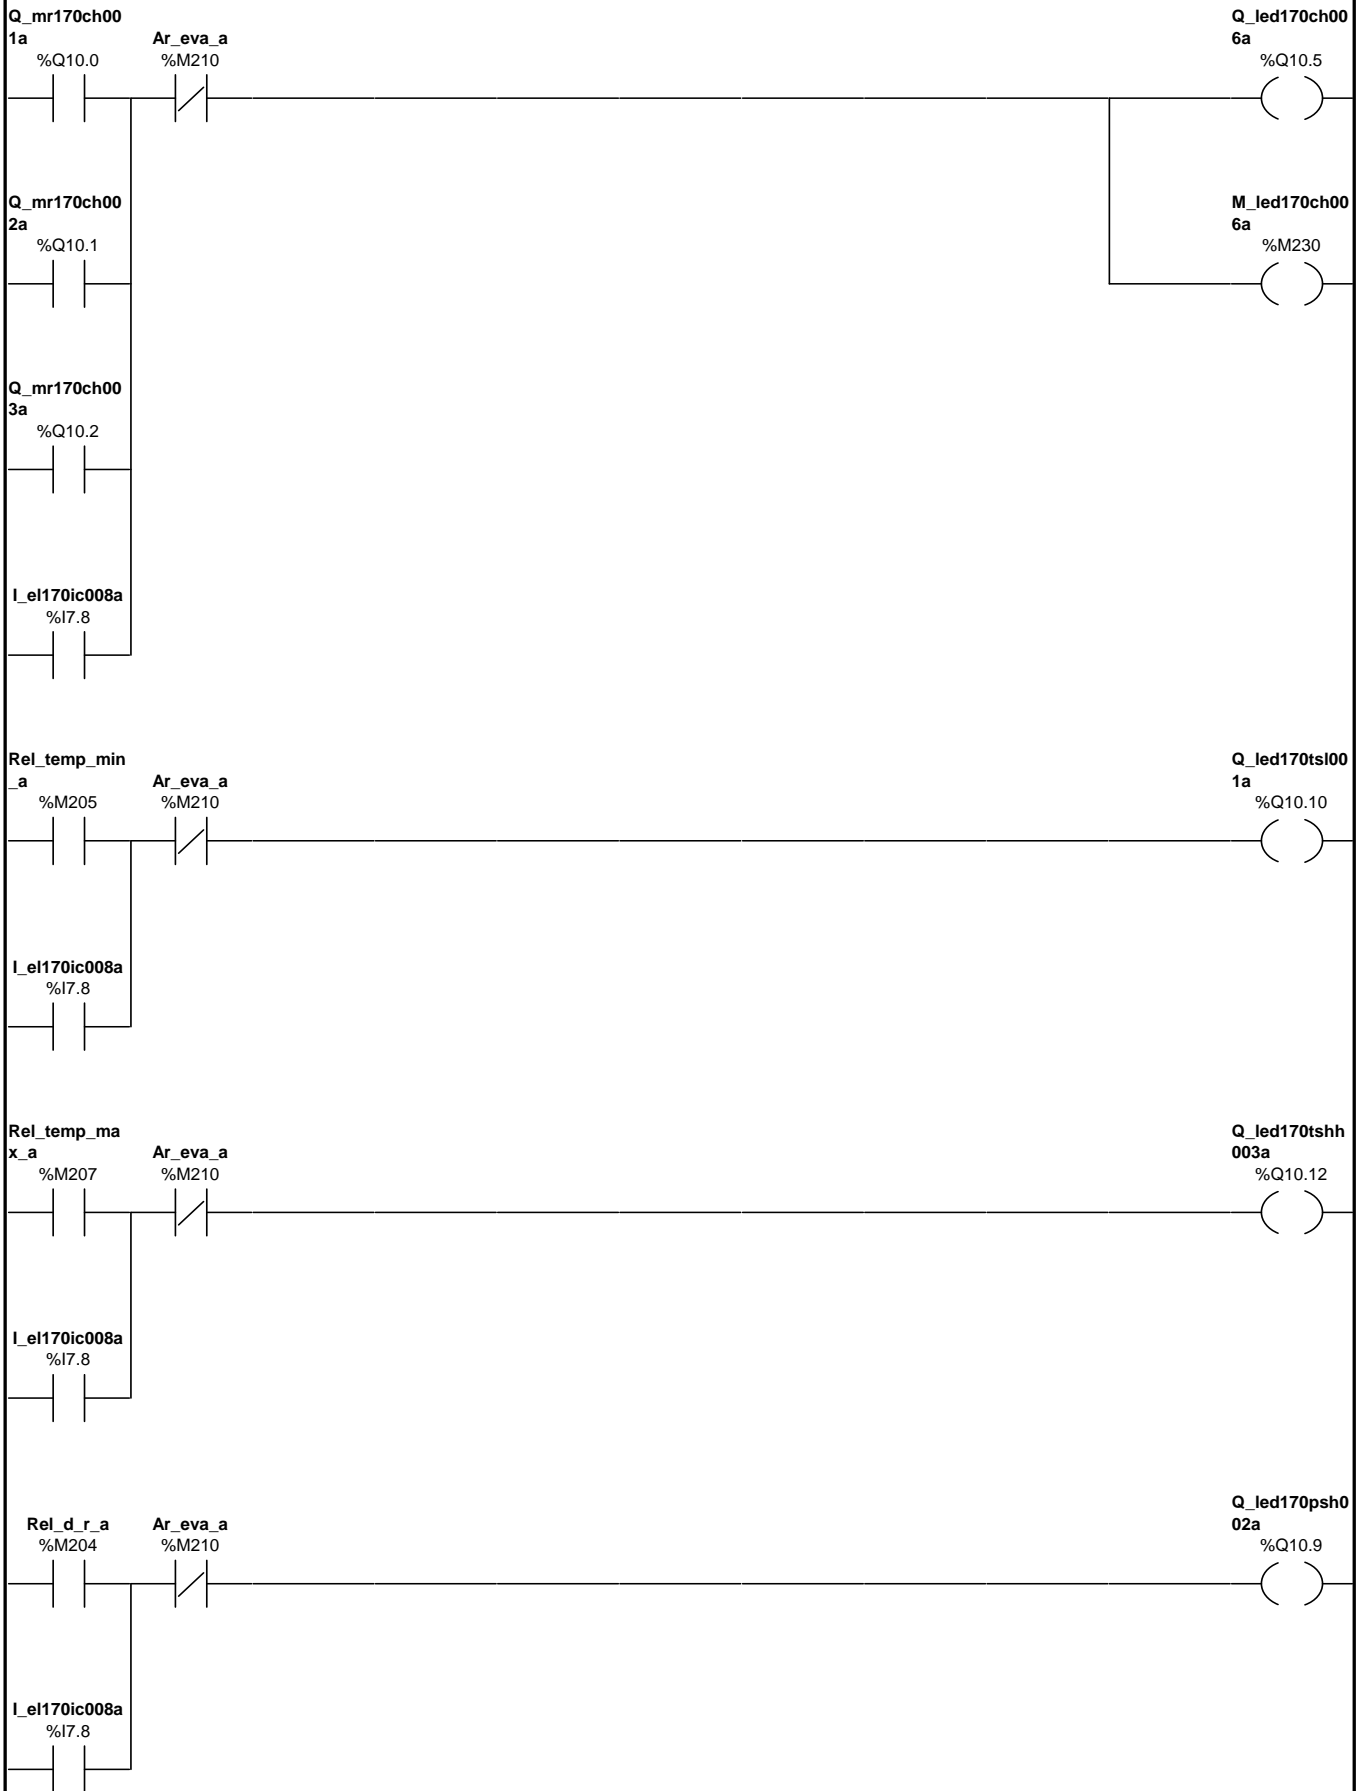 Q_mr170ch00
1a
%Q10.0
Ar_eva_a
%M210
Q_led170ch00
6a
%Q10.5
Q_mr170ch00
2a
%Q10.1
M_led170ch00
6a
%M230
Q_mr170ch00
3a
%Q10.2
I_el170ic008a
%I7.8
Rel_temp_min
_a
%M205
Ar_eva_a
%M210
Q_led170tsl00
1a
%Q10.10
I_el170ic008a
%I7.8
Rel_temp_ma
x_a
%M207
Ar_eva_a
%M210
Q_led170tshh
003a
%Q10.12
I_el170ic008a
%I7.8
Rel_d_r_a
%M204
Ar_eva_a
%M210
Q_led170psh0
02a
%Q10.9
I_el170ic008a
%I7.8